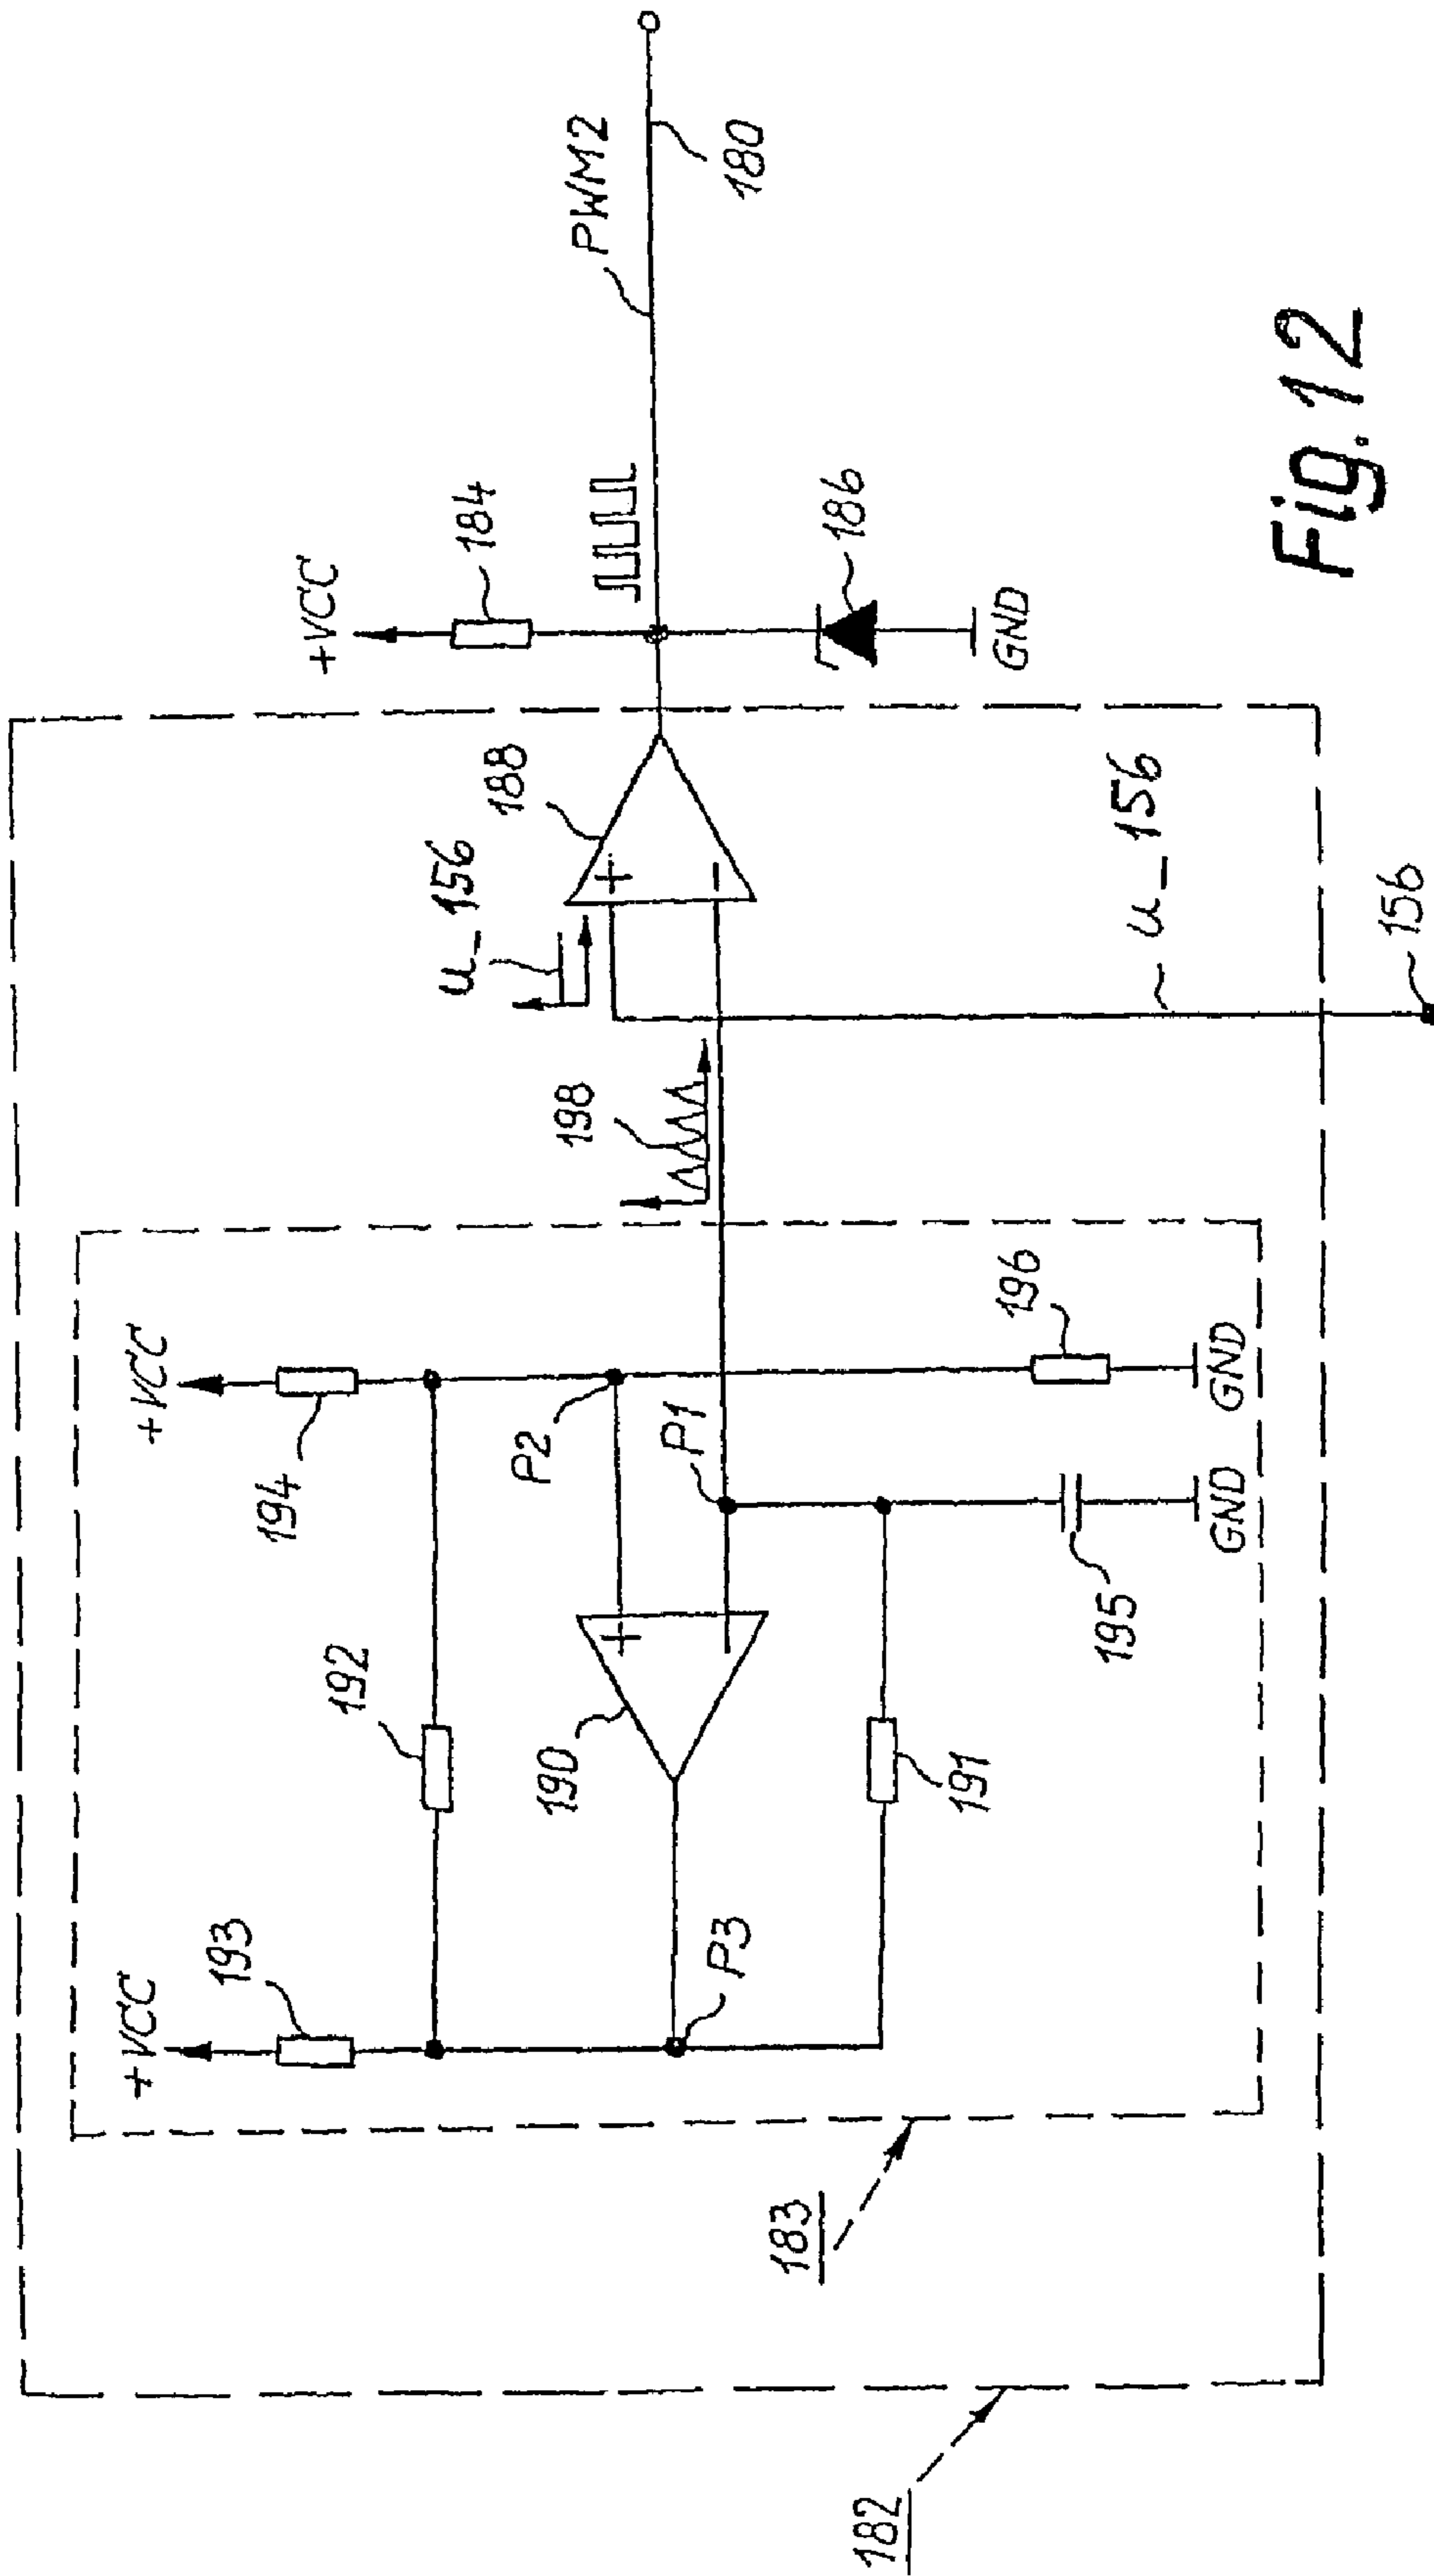 +VCC
193
192
+VCC
194
190
P2
P1
P3
191
195
196
GND
GND
183
182
198
u_156
188
+
-
+
-
+VCC
184
PWM2
180
186
GND
u_156
156
Fig. 12